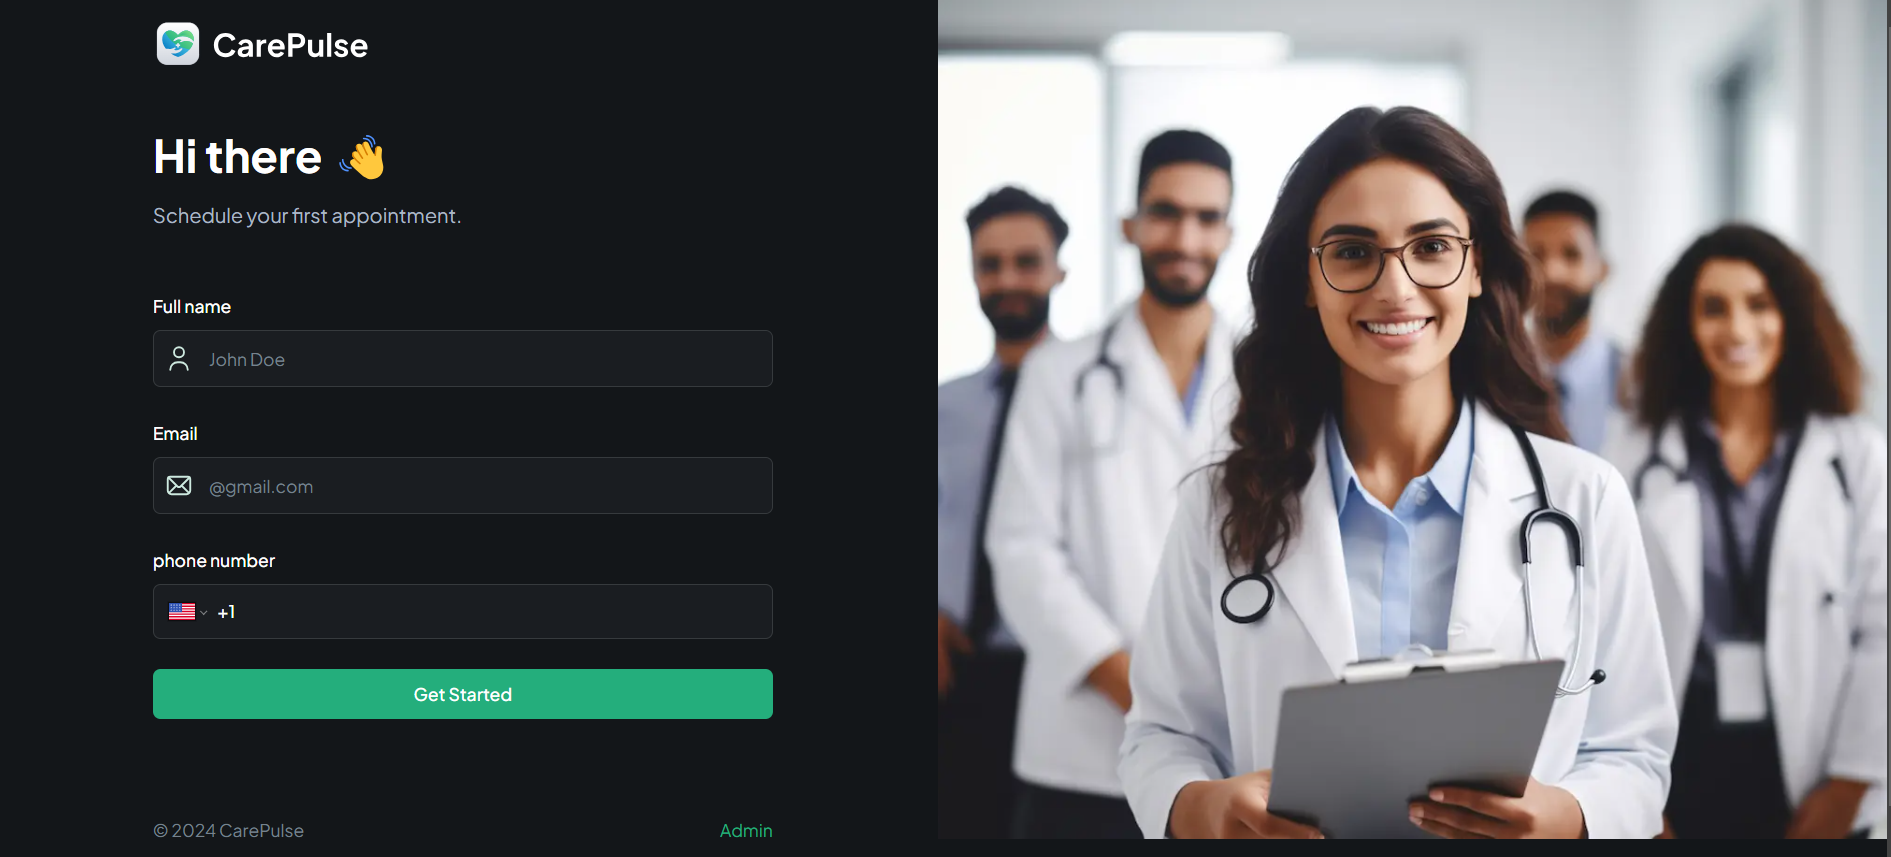 CarePulse
Hi there 👋
Schedule your first appointment.
Full name
John Doe
Email
@gmail.com
phone number
+1
Get Started
© 2024 CarePulse
Admin